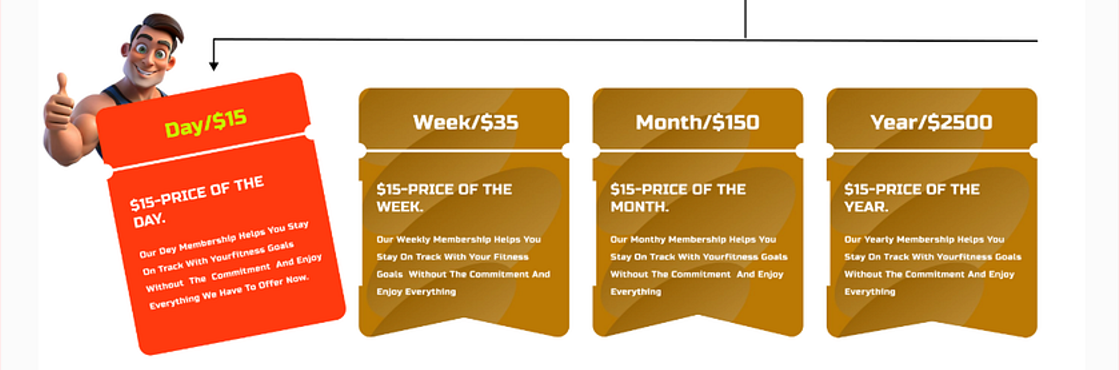 Day/$15
$15-PRICE OF THE
DAY.
Our Day Membership Helps You Stay
On Track With Yourfitness Goals
Without The Commitment And Enjoy
Everything We Have To Offer Now.
Week/$35
$15-PRICE OF THE
WEEK.
Our Weekly Membership Helps You
Stay On Track With Your Fitness
Goals Without The Commitment And
Enjoy Everything
Month/$150
$15-PRICE OF THE
MONTH.
Our Monthy Membership Helps You
Stay On Track With Yourfitness Goals
Without The Commitment And Enjoy
Everything
Year/$2500
$15-PRICE OF THE
YEAR.
Our Yearly Membership Helps You
Stay On Track With Yourfitness Goals
Without The Commitment And Enjoy
Everything